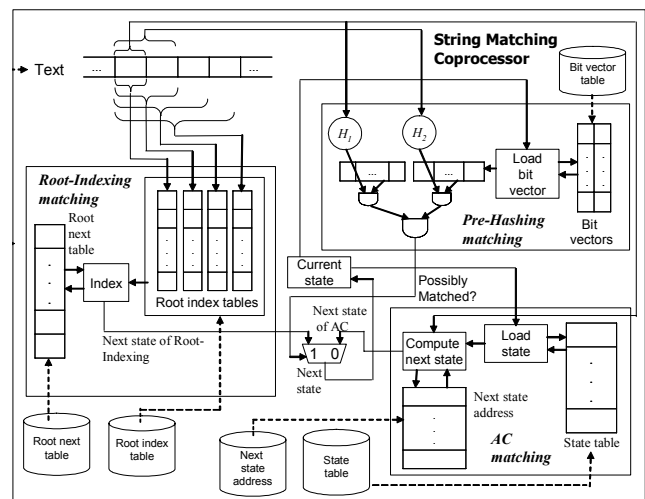 String Matching
Coprocessor
Text
...
...
Bit vector
table
H1
H2
...
...
Load
bit
vector
Bit
vectors
Pre-Hashing
matching
Root-Indexing
matching
Root
next
table
Index
Root index tables
Next state of Root-
Indexing
Current
state
Possibly
Matched?
Next state
of AC
1 0
Next
state
Compute
next state
Load
state
Next state
address
State table
AC
matching
Root next
table
Root index
table
Next
state
address
State
table